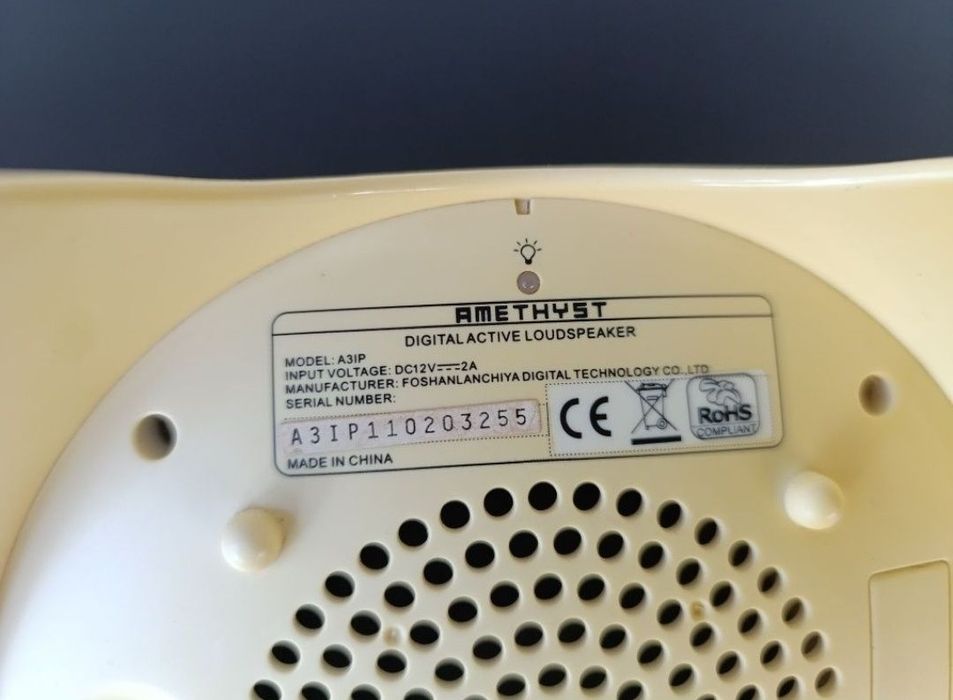 AMETHYST
DIGITAL ACTIVE LOUDSPEAKER
MODEL: A3IP
INPUT VOLTAGE: DC12V⎓2A
MANUFACTURER: FOSHANLANCHIYA DIGITAL TECHNOLOGY CO.,LTD
SERIAL NUMBER:
A3IP110203255
CE
RoHS
COMPLIANT
MADE IN CHINA